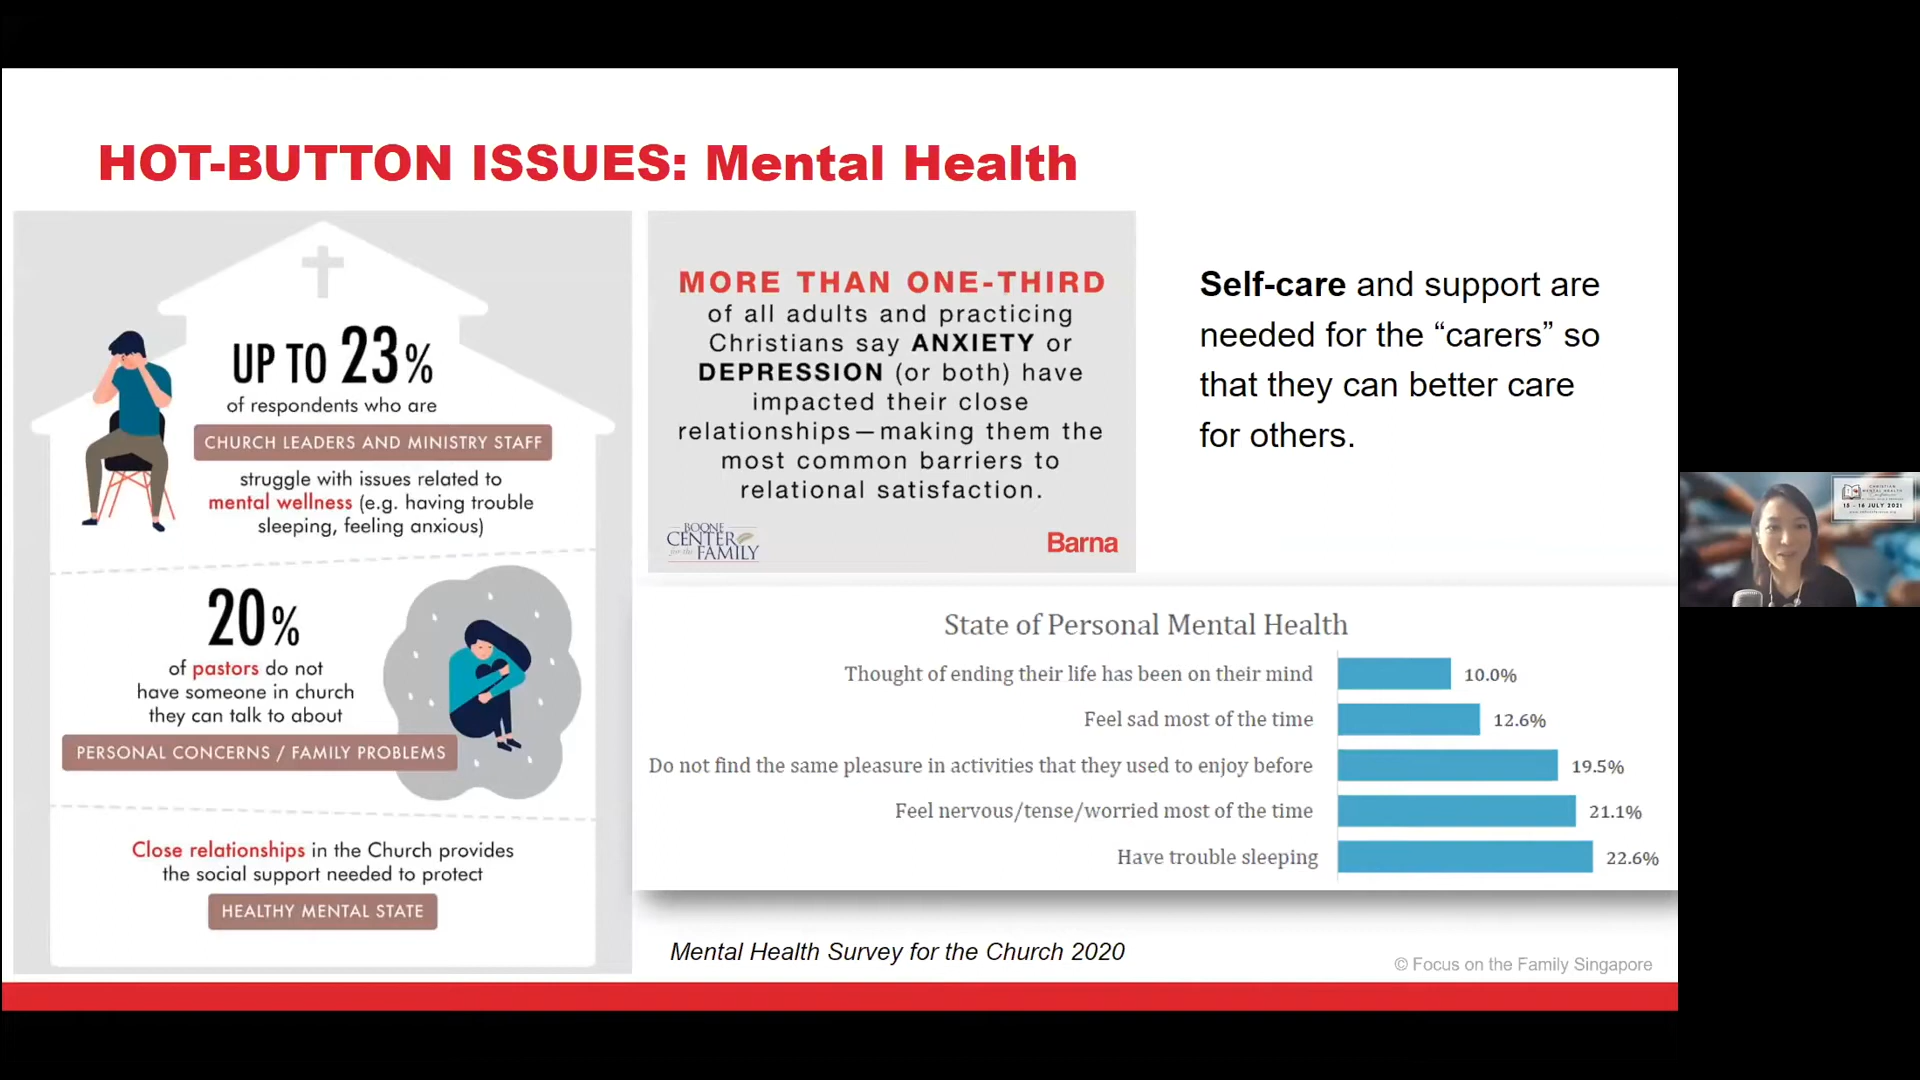 HOT-BUTTON ISSUES: Mental Health
UP TO 23%
of respondents who are
CHURCH LEADERS AND MINISTRY STAFF
struggle with issues related to
mental wellness (e.g. having trouble
sleeping, feeling anxious)
20%
of pastors do not
have someone in church
they can talk to about
PERSONAL CONCERNS / FAMILY PROBLEMS
Close relationships in the Church provides
the social support needed to protect
HEALTHY MENTAL STATE
MORE THAN ONE-THIRD
of all adults and practicing
Christians say ANXIETY or
DEPRESSION (or both) have
impacted their close
relationships—making them the
most common barriers to
relational satisfaction.
BOONE
CENTER
for the FAMILY
Barna
Self-care and support are
needed for the “carers” so
that they can better care
for others.
State of Personal Mental Health
Thought of ending their life has been on their mind 10.0%
Feel sad most of the time 12.6%
Do not find the same pleasure in activities that they used to enjoy before 19.5%
Feel nervous/tense/worried most of the time 21.1%
Have trouble sleeping 22.6%
Mental Health Survey for the Church 2020
© Focus on the Family Singapore
CHRISTIAN
MENTAL HEALTH
15 - 16 JULY 2021